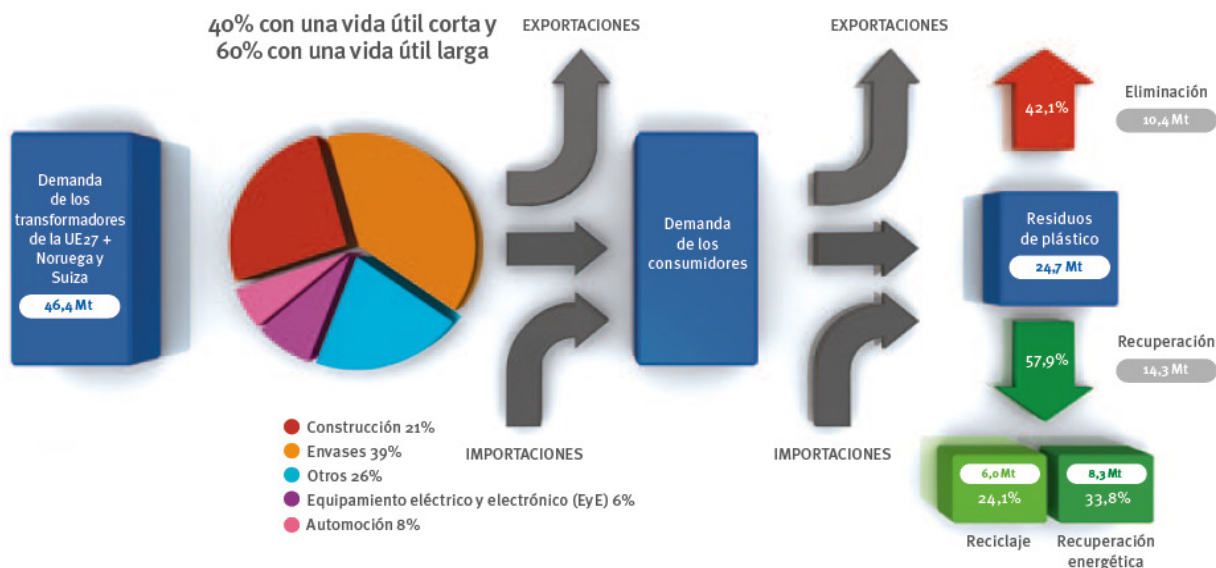 40% con una vida útil corta y
60% con una vida útil larga
EXPORTACIONES
EXPORTACIONES
Demanda
de los
transformadores
de la UE27 +
Noruega y
Suiza
46,4 Mt
Demanda
de los
consumidores
42,1%
Eliminación
10,4 Mt
Residuos
de plástico
24,7 Mt
57,9%
Recuperación
14,3 Mt
Construcción 21%
Envases 39%
Otros 26%
Equipamiento eléctrico y electrónico (EyE) 6%
Automoción 8%
IMPORTACIONES
IMPORTACIONES
6,0 Mt
24,1%
Reciclaje
8,3 Mt
33,8%
Recuperación
energética